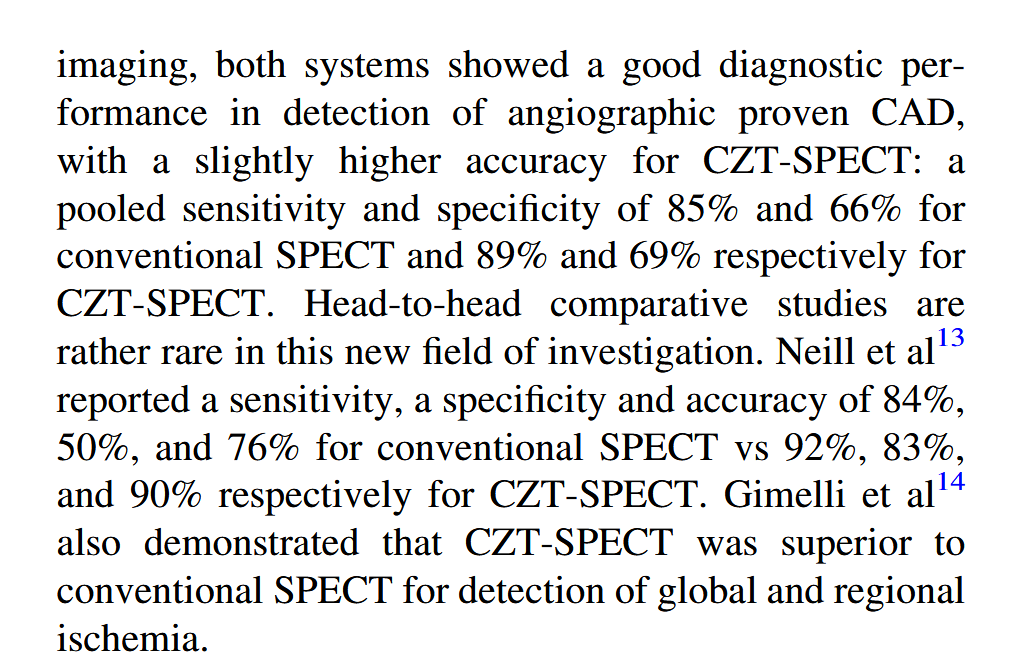 imaging, both systems showed a good diagnostic per-
formance in detection of angiographic proven CAD,
with a slightly higher accuracy for CZT-SPECT: a
pooled sensitivity and specificity of 85% and 66% for
conventional SPECT and 89% and 69% respectively for
CZT-SPECT. Head-to-head comparative studies are
rather rare in this new field of investigation. Neill et al13
reported a sensitivity, a specificity and accuracy of 84%,
50%, and 76% for conventional SPECT vs 92%, 83%,
and 90% respectively for CZT-SPECT. Gimelli et al14
also demonstrated that CZT-SPECT was superior to
conventional SPECT for detection of global and regional
ischemia.